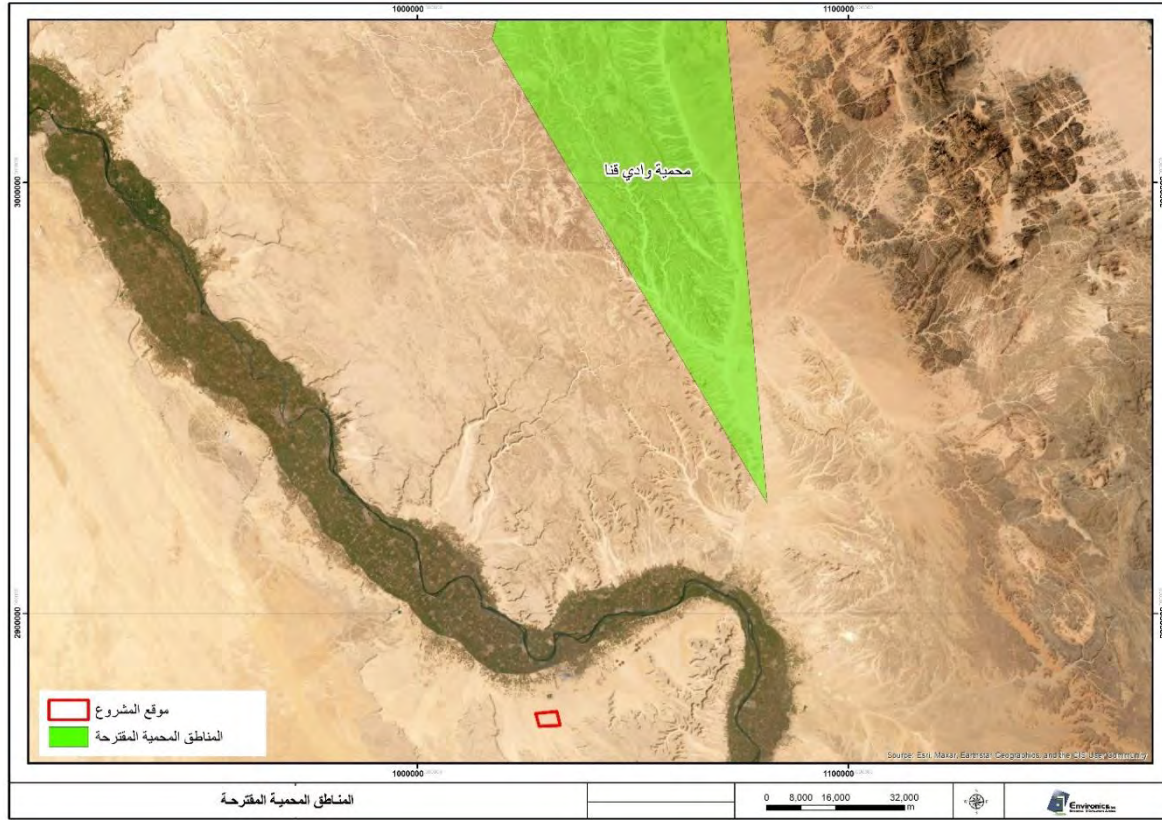 1000000 1100000
محمية وادي قنا
3000000
2900000
موقع المشروع
المناطق المحمية المقترحة
Source: Esri, Maxar, Earthstar Geographics, and the GIS User Community
1000000 1100000
المناطق المحمية المقترحة
0 8,000 16,000 32,000
m
Environics